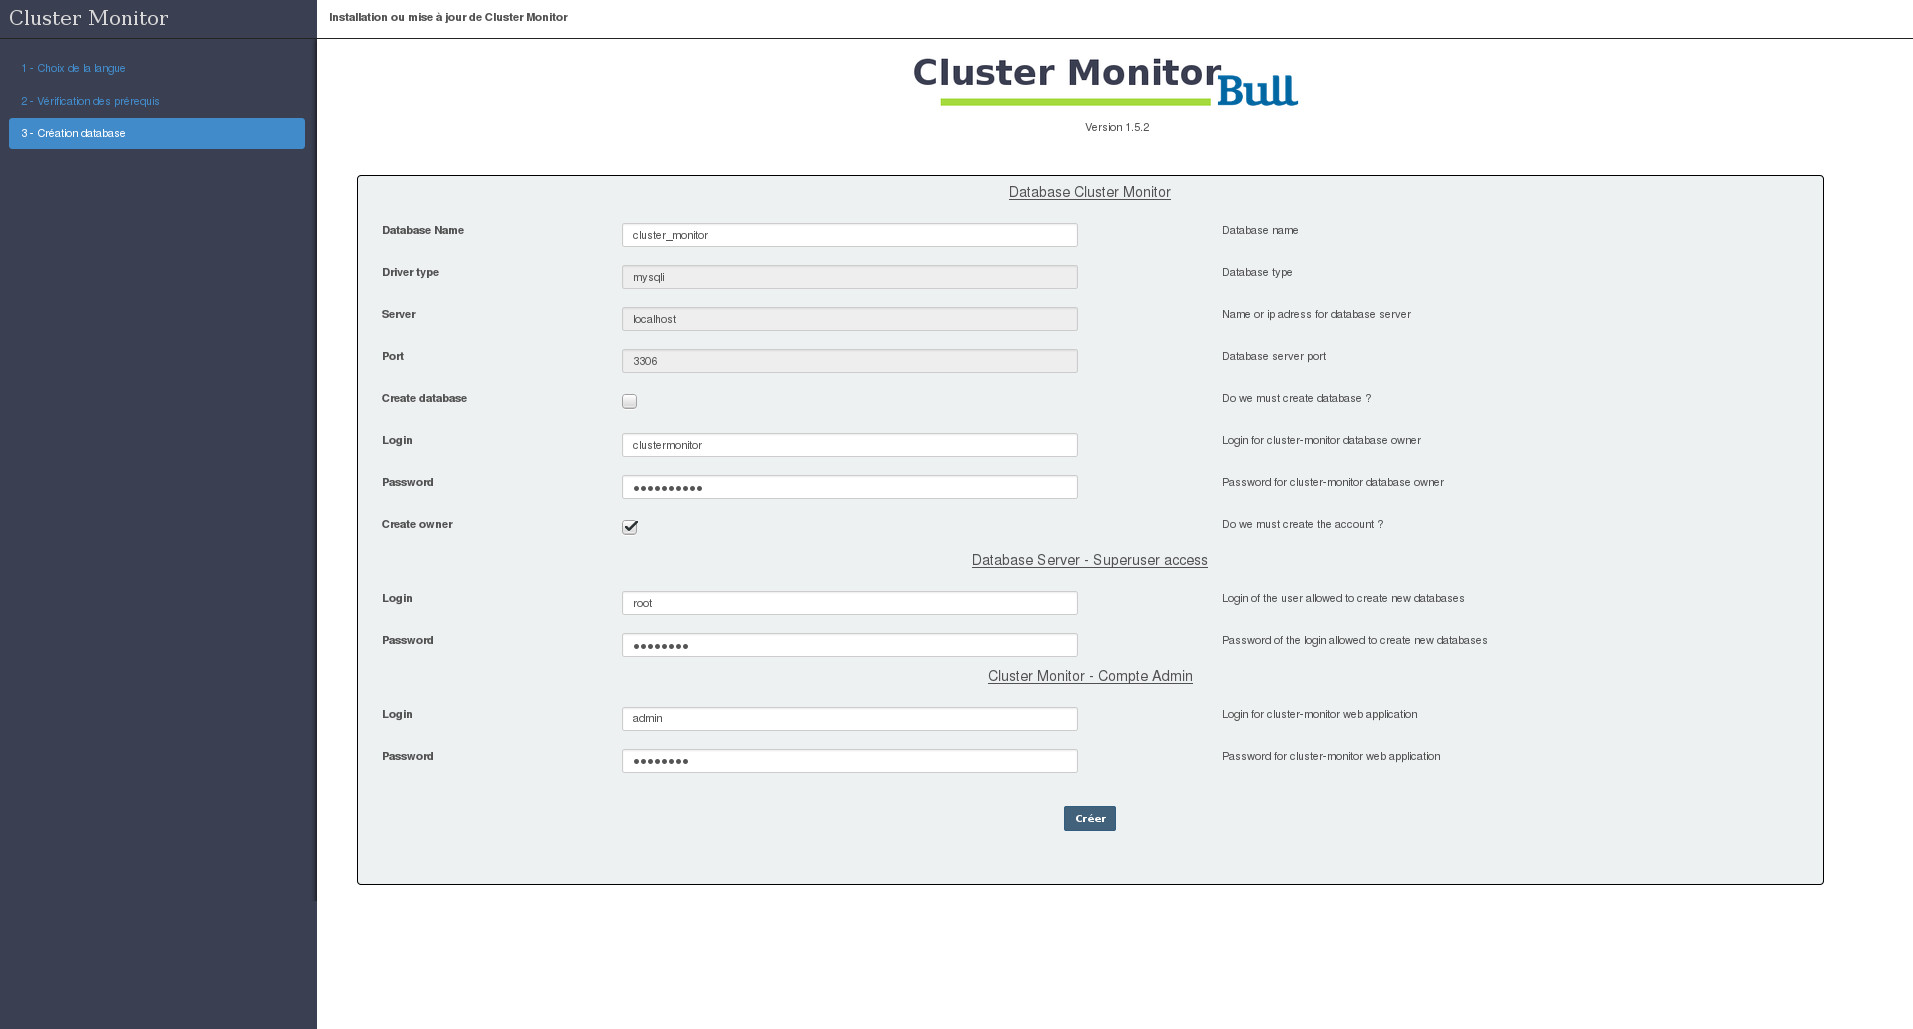 Cluster Monitor
Installation ou mise à jour de Cluster Monitor
1 - Choix de la langue
2 - Vérification des prérequis
3 - Création database
Cluster Monitor
Bull
Version 1.5.2
Database Cluster Monitor
Database Name cluster_monitor Database name
Driver type mysqli Database type
Server localhost Name or ip adress for database server
Port 3306 Database server port
Create database Do we must create database ?
Login clustermonitor Login for cluster-monitor database owner
Password •••••••••• Password for cluster-monitor database owner
Create owner Do we must create the account ?
Database Server - Superuser access
Login root Login of the user allowed to create new databases
Password •••••••• Password of the login allowed to create new databases
Cluster Monitor - Compte Admin
Login admin Login for cluster-monitor web application
Password •••••••• Password for cluster-monitor web application
Créer